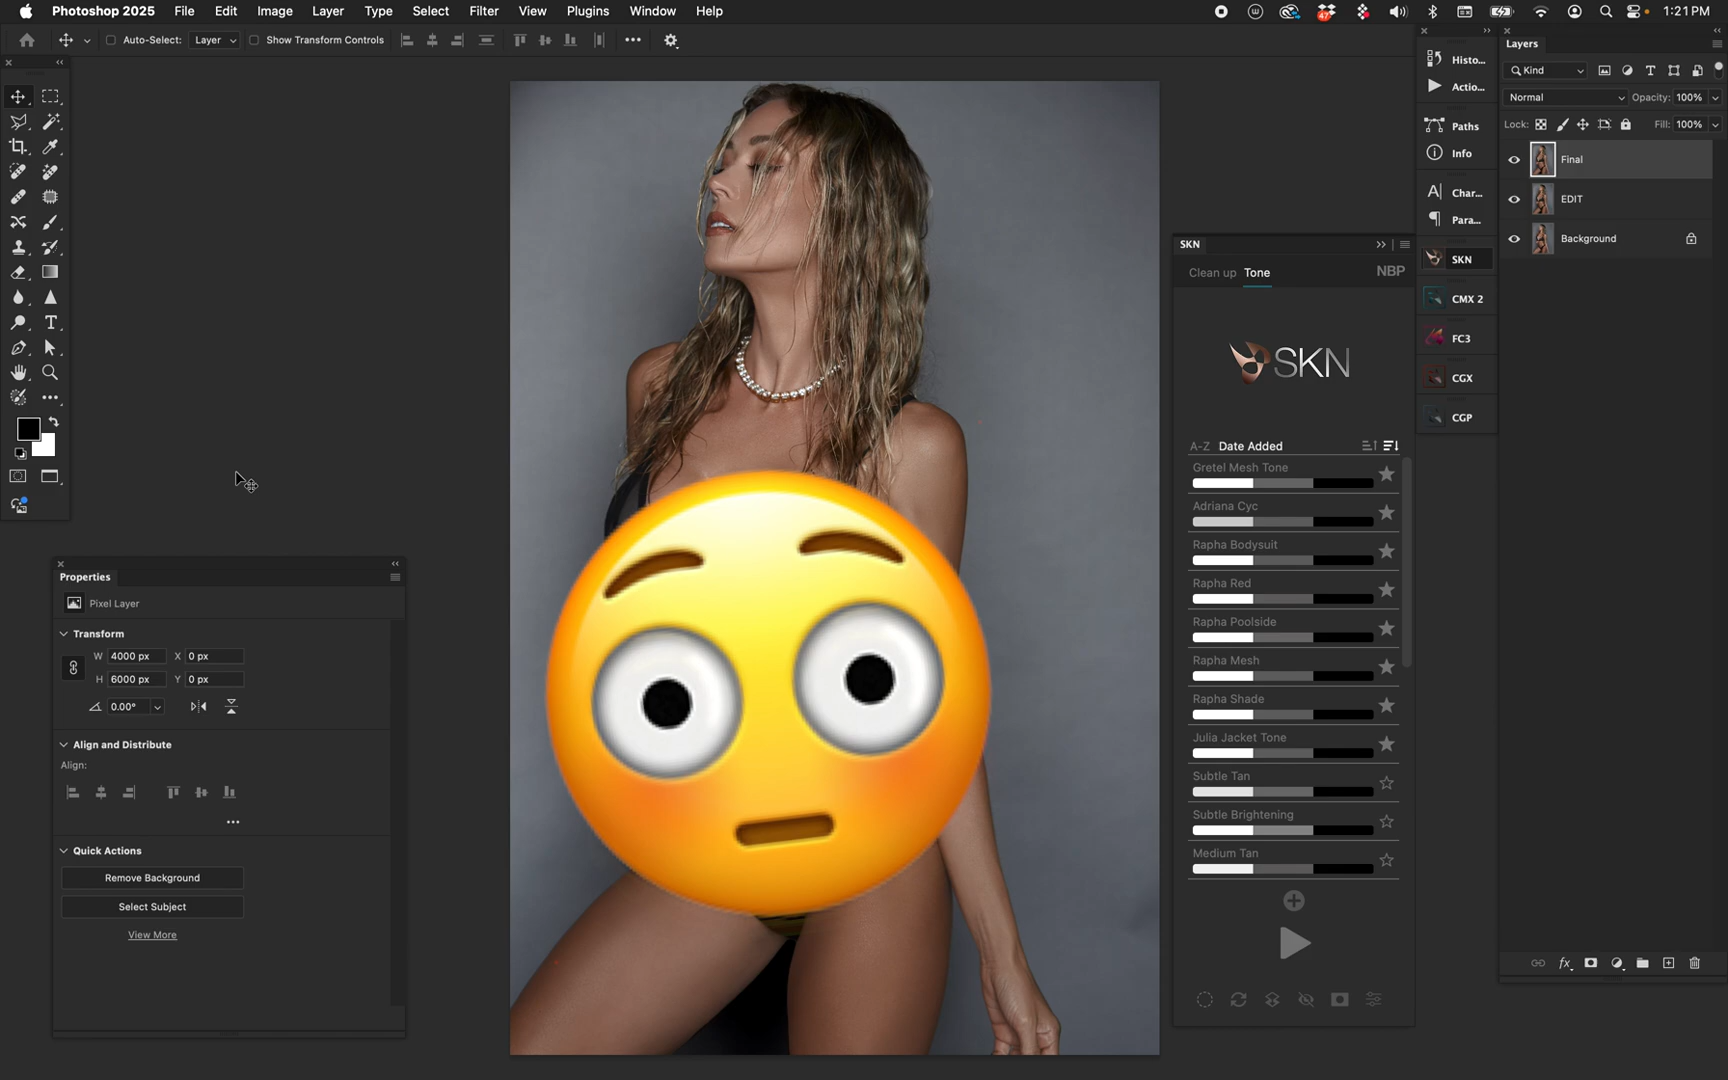 Photoshop 2025 File Edit Image Layer Type Select Filter View Plugins Window Help 47 1:21 PM
Auto-Select: Layer Show Transform Controls
Properties
Pixel Layer
Transform
W 4000 px X 0 px
H 6000 px Y 0 px
0.00°
Align and Distribute
Align:
Quick Actions
Remove Background
Select Subject
View More
SKN
Clean up Tone NBP
SKN
A-Z Date Added
Gretel Mesh Tone
Adriana Cyc
Rapha Bodysuit
Rapha Red
Rapha Poolside
Rapha Mesh
Rapha Shade
Julia Jacket Tone
Subtle Tan
Subtle Brightening
Medium Tan
Histo...
Actio...
Paths
Info
Char...
Para...
SKN
CMX 2
FC3
CGX
CGP
Layers
Kind
Normal Opacity: 100%
Lock: Fill: 100%
Final
EDIT
Background